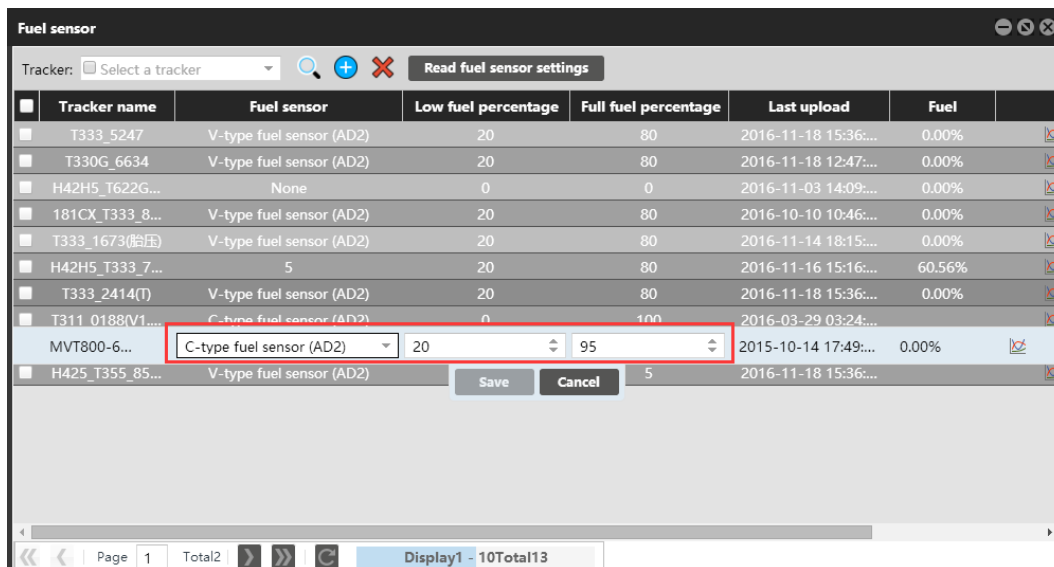 Fuel sensor
Tracker: Select a tracker Read fuel sensor settings
Tracker name Fuel sensor Low fuel percentage Full fuel percentage Last upload Fuel
T333_5247 V-type fuel sensor (AD2) 20 80 2016-11-18 15:36:... 0.00%
T330G_6634 V-type fuel sensor (AD2) 20 80 2016-11-18 12:47:... 0.00%
H42H5_T622G... None 0 0 2016-11-03 14:09:... 0.00%
181CX_T333_8... V-type fuel sensor (AD2) 20 80 2016-10-10 10:46:... 0.00%
T333_1673(胎压) V-type fuel sensor (AD2) 20 80 2016-11-14 18:15:... 0.00%
H42H5_T333_7... 5 20 80 2016-11-16 15:16:... 60.56%
T333_2414(T) V-type fuel sensor (AD2) 20 80 2016-11-18 15:36:... 0.00%
T311_0188(V1.... C-type fuel sensor (AD2) 0 100 2016-03-29 03:24:...
MVT800-6... C-type fuel sensor (AD2) 20 95 2015-10-14 17:49:... 0.00%
H425_T355_85... V-type fuel sensor (AD2) 5 2016-11-18 15:36:...
Save Cancel
Page 1 Total2 Display1 - 10Total13